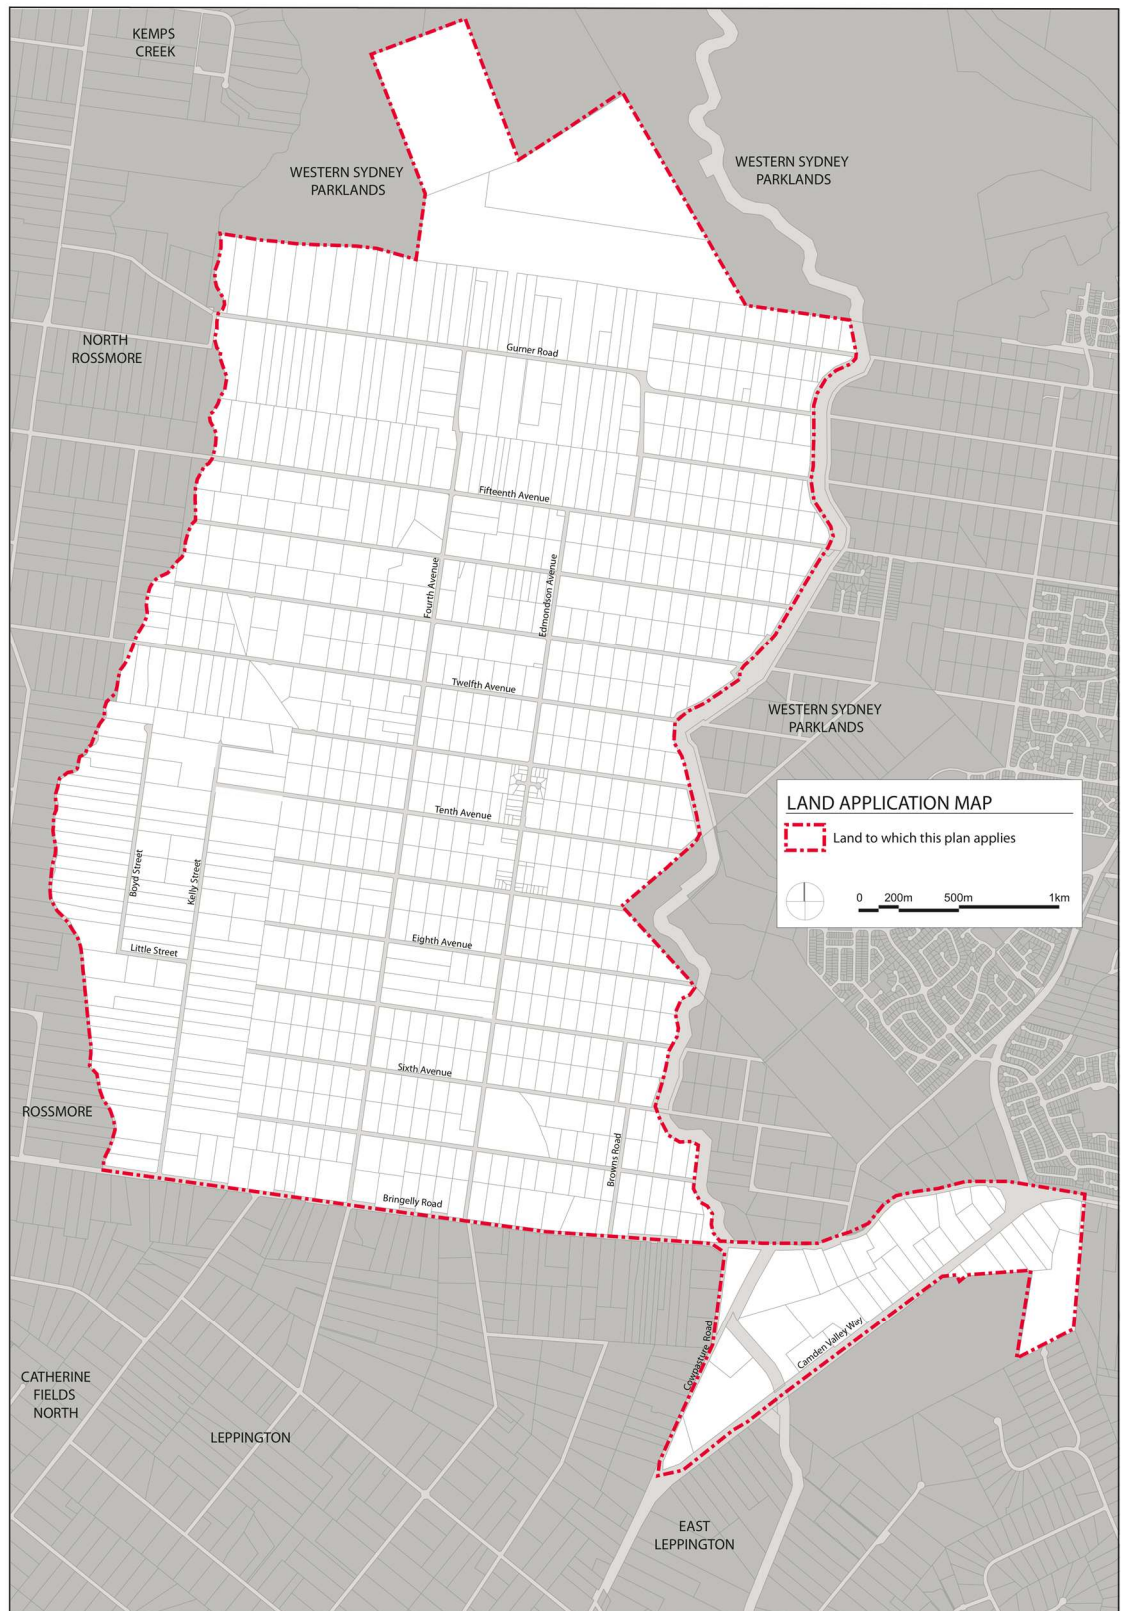 KEMPS
CREEK
WESTERN SYDNEY
PARKLANDS
WESTERN SYDNEY
PARKLANDS
NORTH
ROSSMORE
Gurner Road
Fifteenth Avenue
Fourth Avenue
Edmondson Avenue
Twelfth Avenue
WESTERN SYDNEY
PARKLANDS
LAND APPLICATION MAP
Land to which this plan applies
0 200m 500m 1km
Tenth Avenue
Boyd Street
Kelly Street
Little Street
Eighth Avenue
Sixth Avenue
ROSSMORE
Browns Road
Bringelly Road
Cowpasture Road
Camden Valley Way
CATHERINE
FIELDS
NORTH
LEPPINGTON
EAST
LEPPINGTON